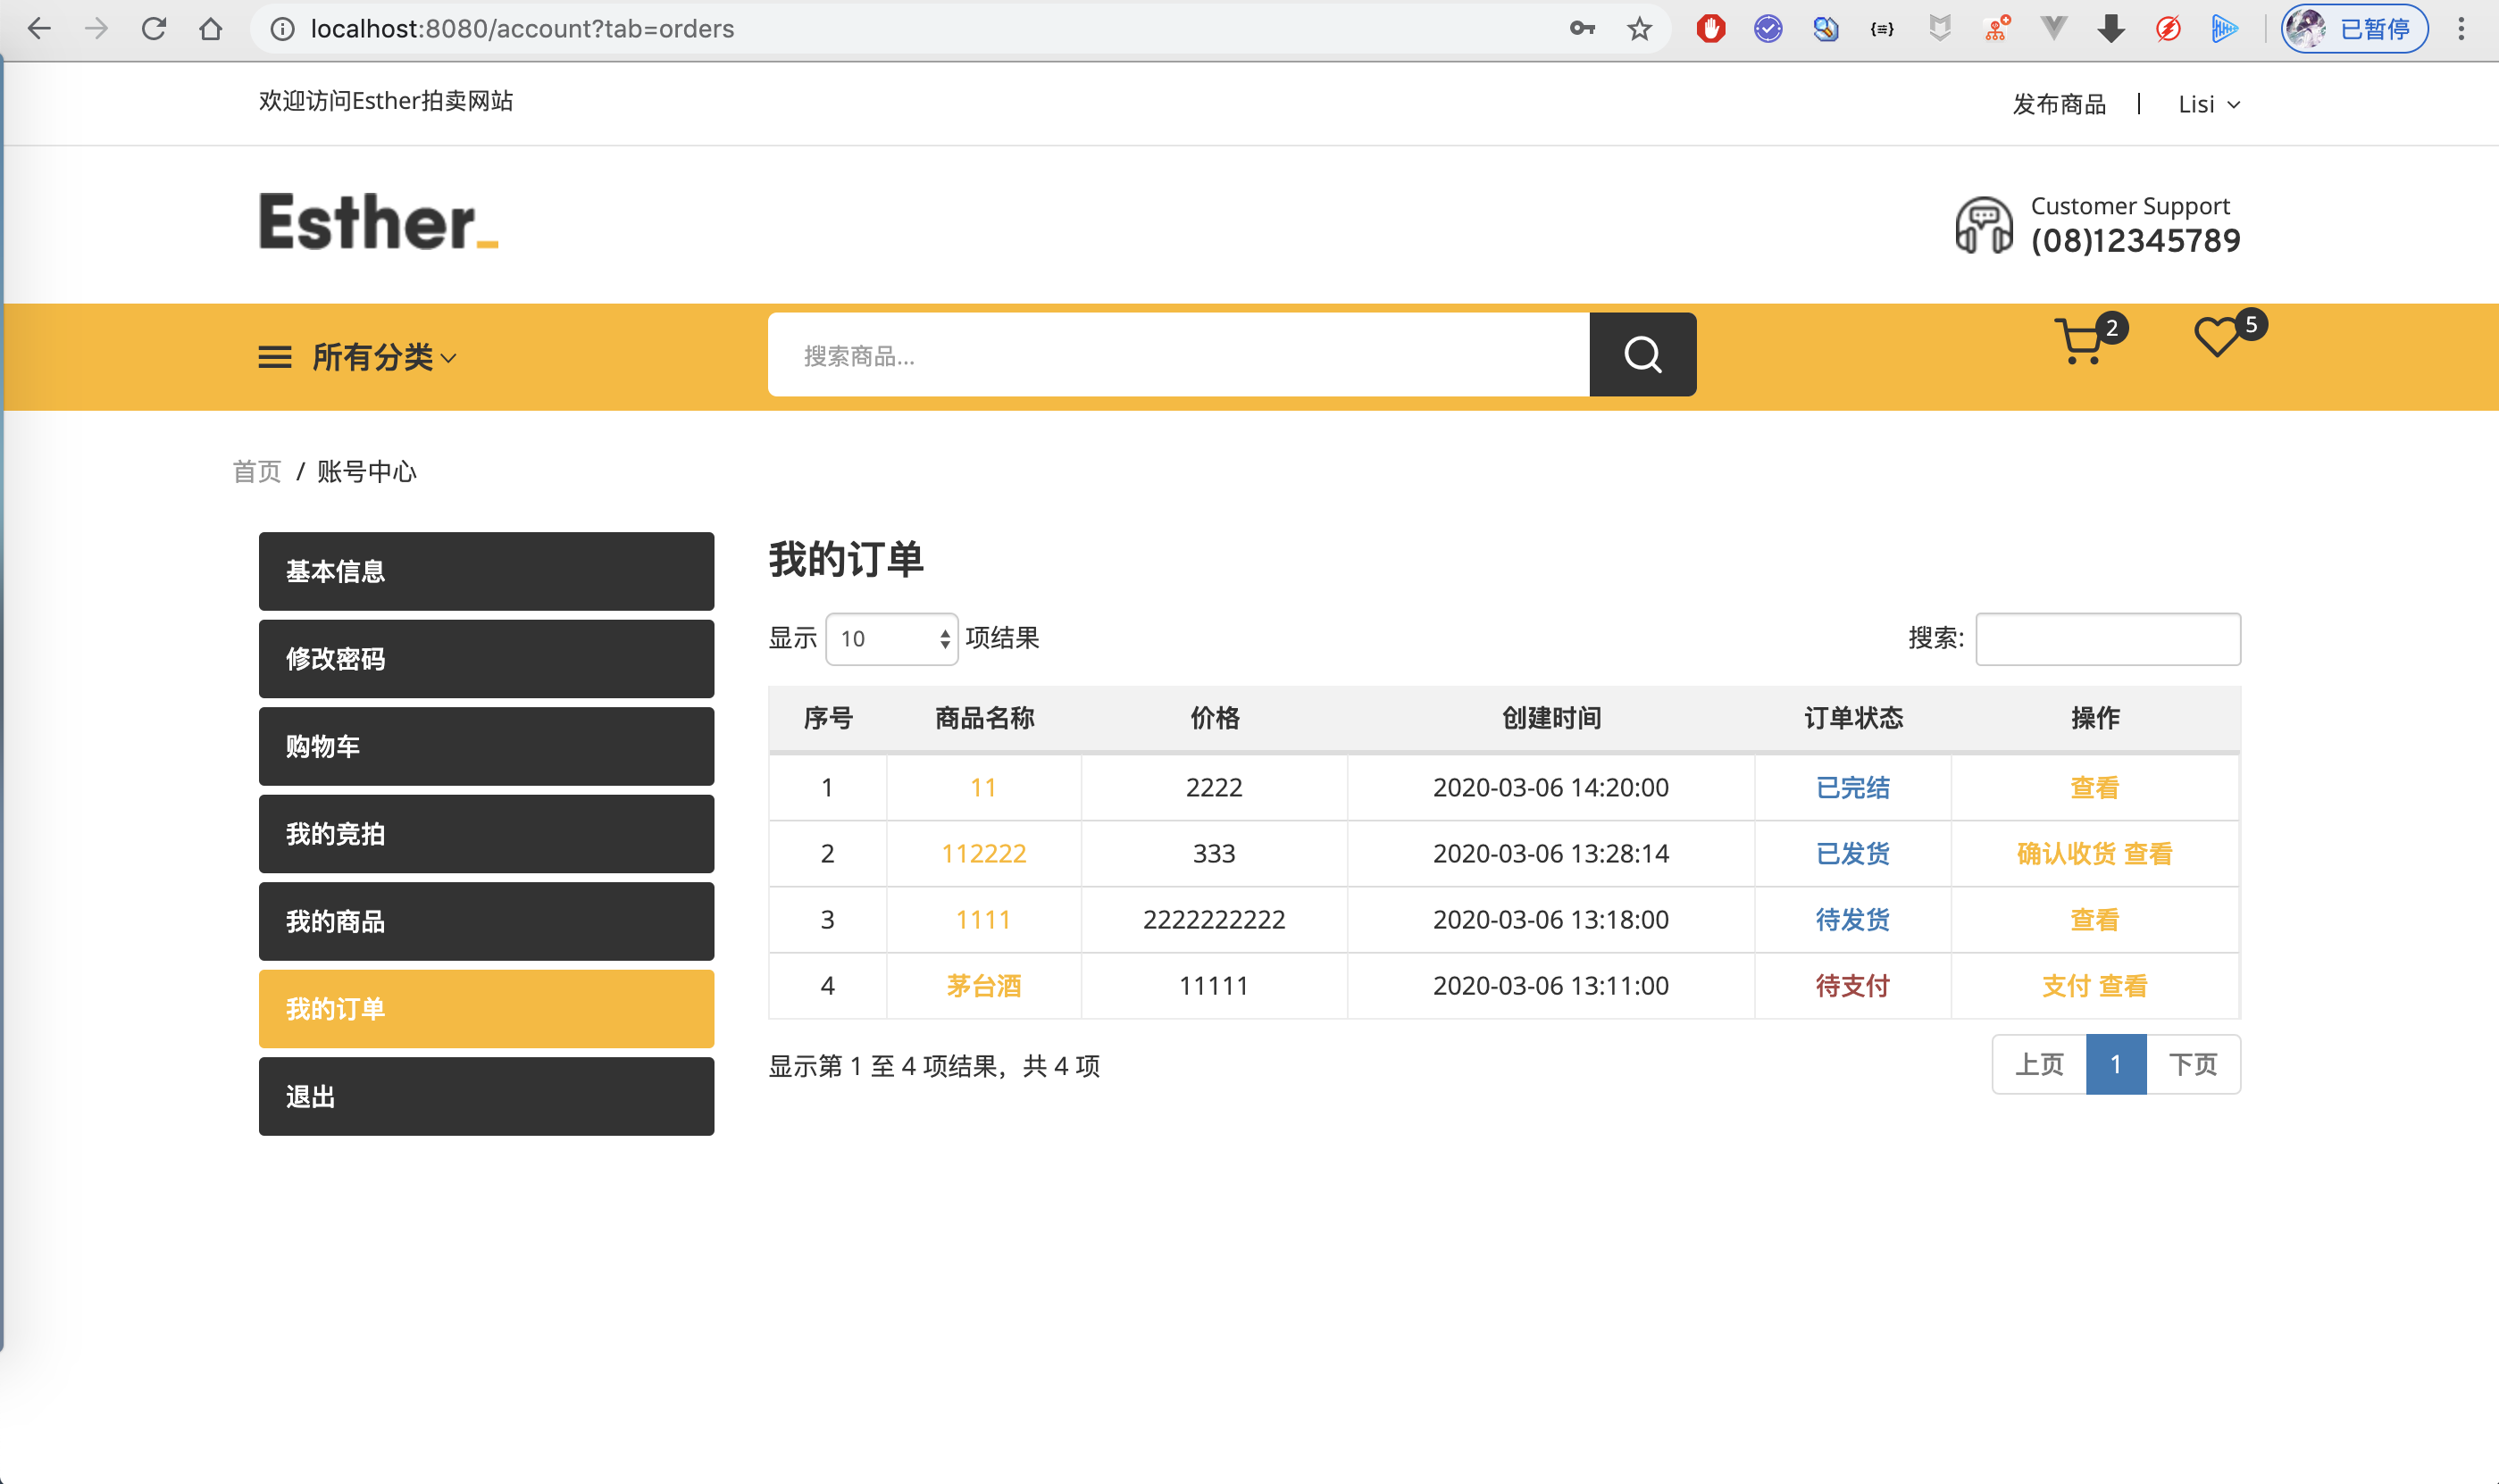 localhost:8080/account?tab=orders
已暂停
欢迎访问Esther拍卖网站
发布商品 | Lisi
Esther_
Customer Support
(08)12345789
所有分类
搜索商品...
2
5
首页 / 账号中心
基本信息
修改密码
购物车
我的竞拍
我的商品
我的订单
退出
我的订单
显示 10 项结果
搜索:
序号 商品名称 价格 创建时间 订单状态 操作
1 11 2222 2020-03-06 14:20:00 已完结 查看
2 112222 333 2020-03-06 13:28:14 已发货 确认收货 查看
3 1111 2222222222 2020-03-06 13:18:00 待发货 查看
4 茅台酒 11111 2020-03-06 13:11:00 待支付 支付 查看
显示第 1 至 4 项结果，共 4 项
上页 1 下页